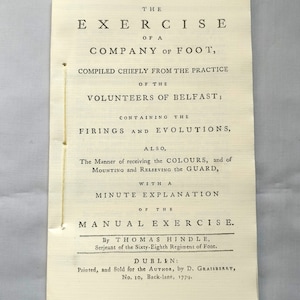 THE
EXERCISE
OF A
COMPANY OF FOOT,
COMPILED CHIEFLY FROM THE PRACTICE
OF THE
VOLUNTEERS OF BELFAST;
CONTAINING THE
FIRINGS AND EVOLUTIONS,
ALSO,
The Manner of receiving the COLOURS, and of
MOUNTING and RELIEVING the GUARD,
WITH A
MINUTE EXPLANATION
OF THE
MANUAL EXERCISE.
By THOMAS HINDLE,
Serjeant of the Sixty-Eighth Regiment of Foot.
DUBLIN:
Printed, and Sold for the AUTHOR, by D. GRAISBERRY,
No. 10, Back-lane, 1779.